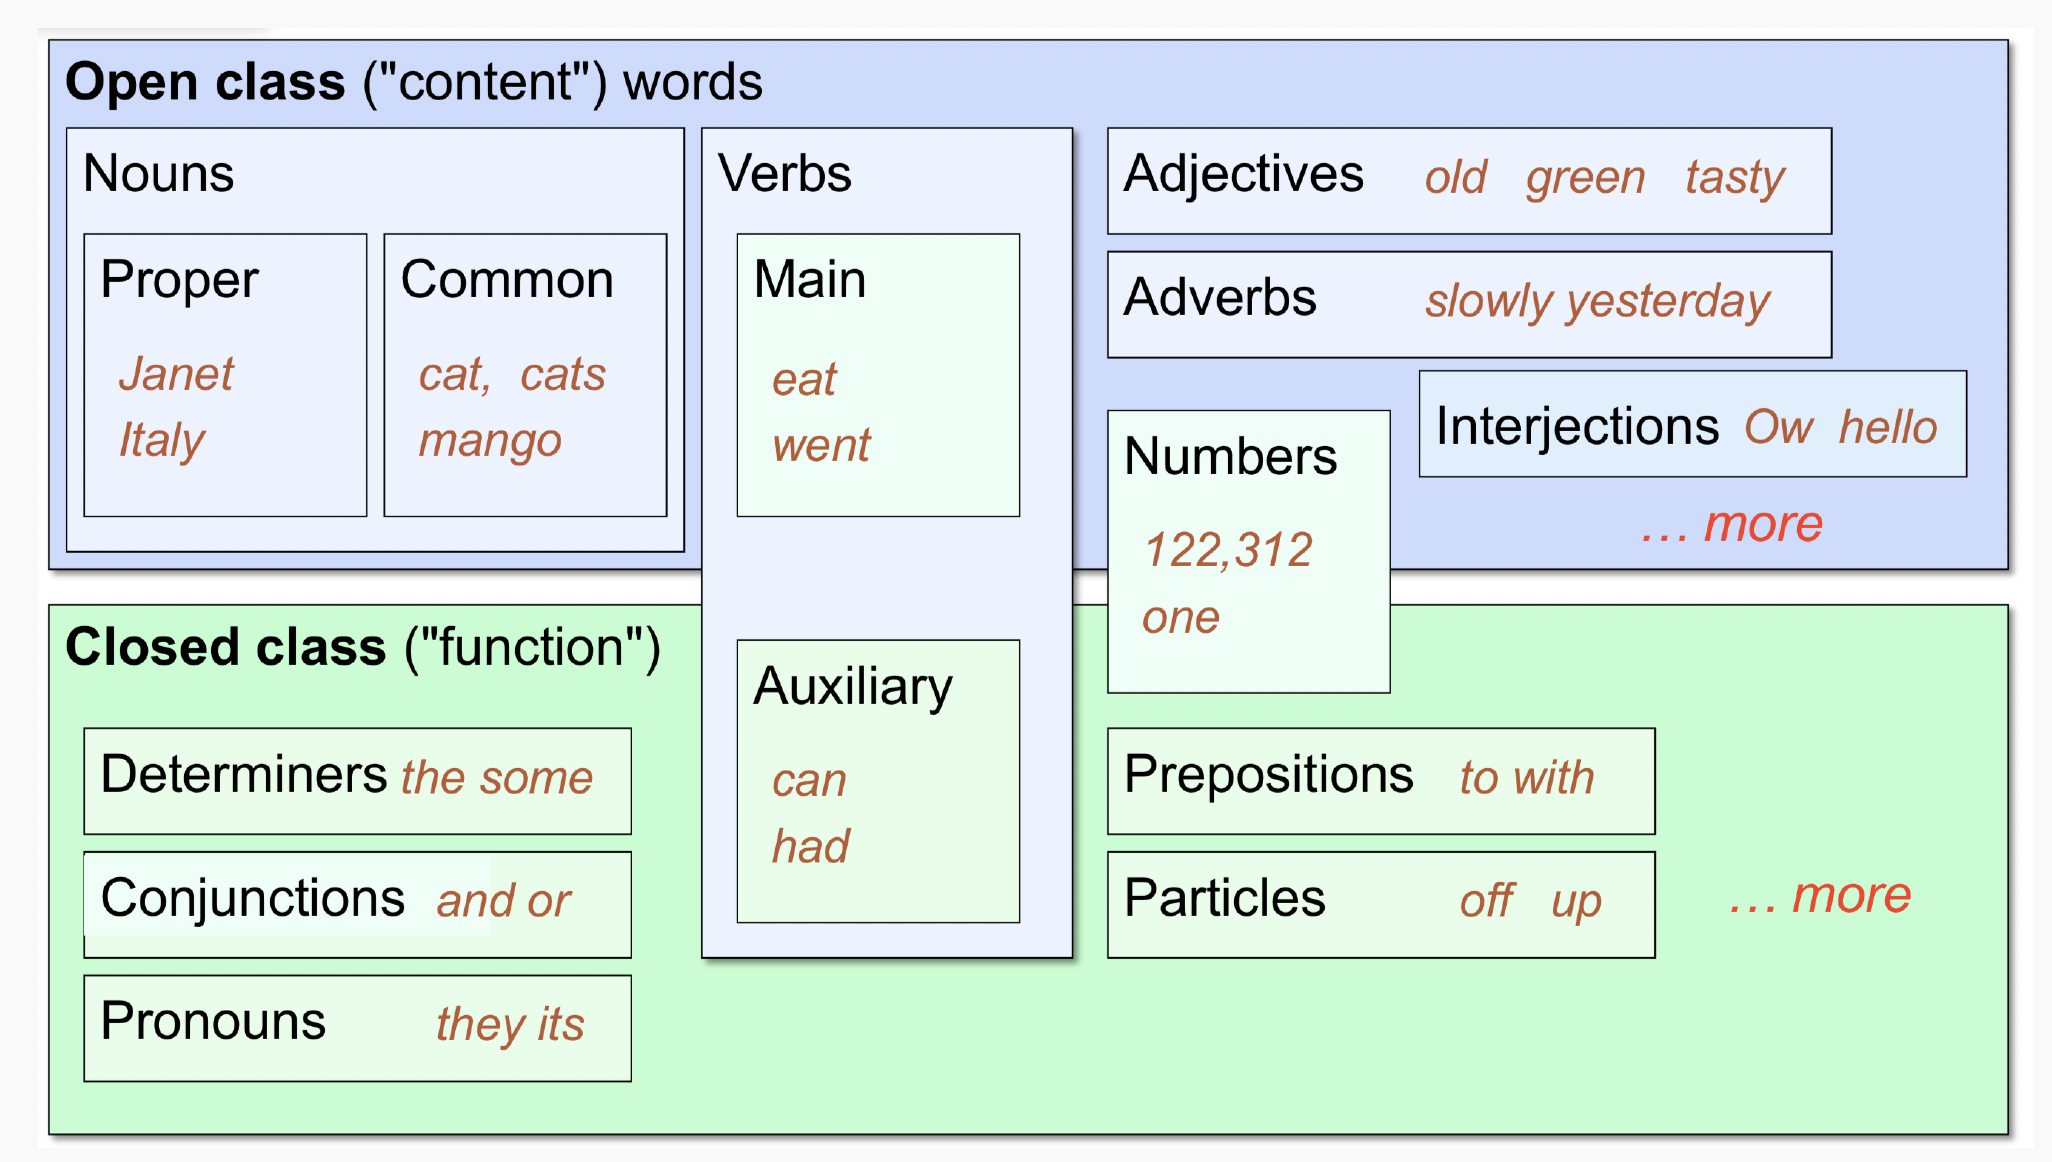 Open class ("content") words
Nouns
Proper
Janet
Italy
Common
cat, cats
mango
Verbs
Main
eat
went
Adjectives old green tasty
Adverbs slowly yesterday
Interjections Ow hello
Numbers
122,312
one
… more
Closed class ("function")
Determiners the some
Conjunctions and or
Pronouns they its
Auxiliary
can
had
Prepositions to with
Particles off up
… more